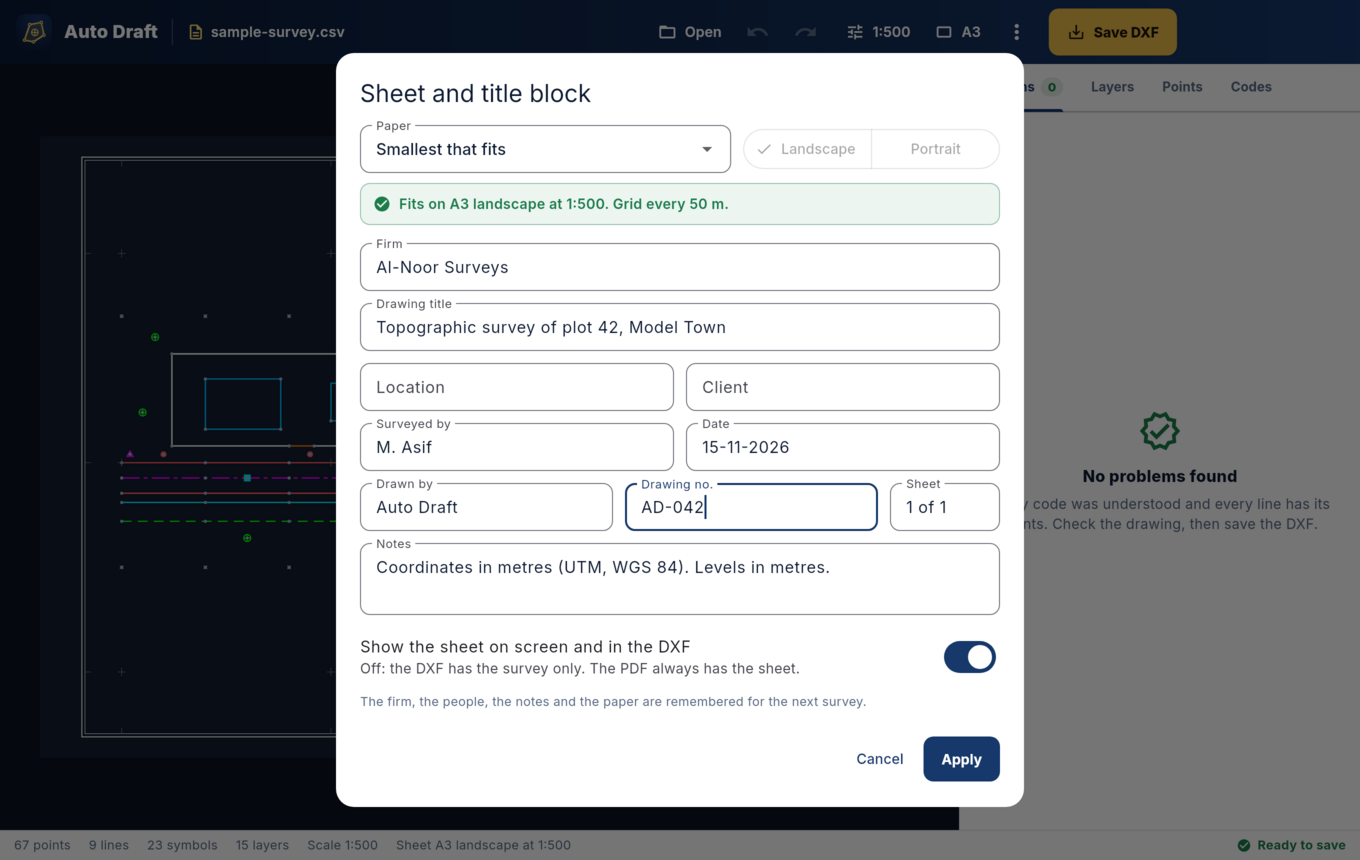 Auto Draft
sample-survey.csv
Open
1:500
A3
Save DXF
0
Layers
Points
Codes
Sheet and title block
Paper
Smallest that fits
Landscape
Portrait
Fits on A3 landscape at 1:500. Grid every 50 m.
Firm
Al-Noor Surveys
Drawing title
Topographic survey of plot 42, Model Town
Location
Client
Surveyed by
M. Asif
Date
15-11-2026
Drawn by
Auto Draft
Drawing no.
AD-042
Sheet
1 of 1
Notes
Coordinates in metres (UTM, WGS 84). Levels in metres.
Show the sheet on screen and in the DXF
Off: the DXF has the survey only. The PDF always has the sheet.
The firm, the people, the notes and the paper are remembered for the next survey.
Cancel
Apply
No problems found
code was understood and every line has its
Check the drawing, then save the DXF.
67 points
9 lines
23 symbols
15 layers
Scale 1:500
Sheet A3 landscape at 1:500
Ready to save